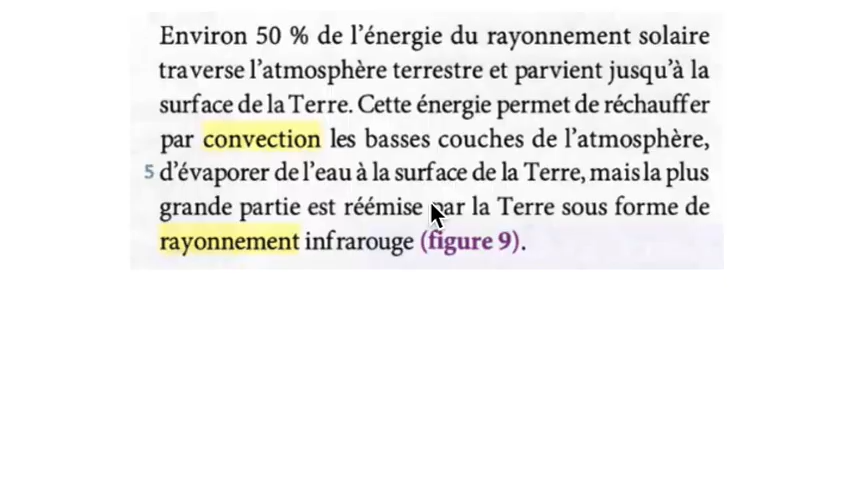 Environ 50 % de l'énergie du rayonnement solaire
traverse l'atmosphère terrestre et parvient jusqu'à la
surface de la Terre. Cette énergie permet de réchauffer
par convection les basses couches de l'atmosphère,
5 d'évaporer de l'eau à la surface de la Terre, mais la plus
grande partie est réémise par la Terre sous forme de
rayonnement infrarouge (figure 9).